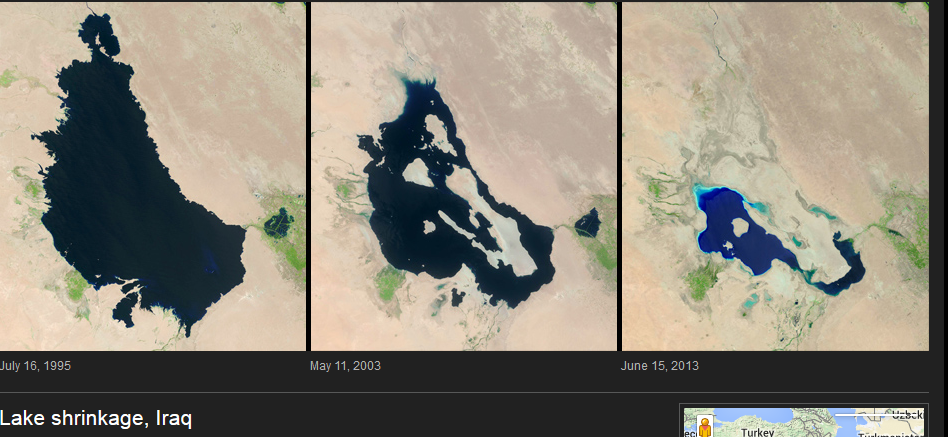 July 16, 1995
May 11, 2003
June 15, 2013
Lake shrinkage, Iraq
Turkey